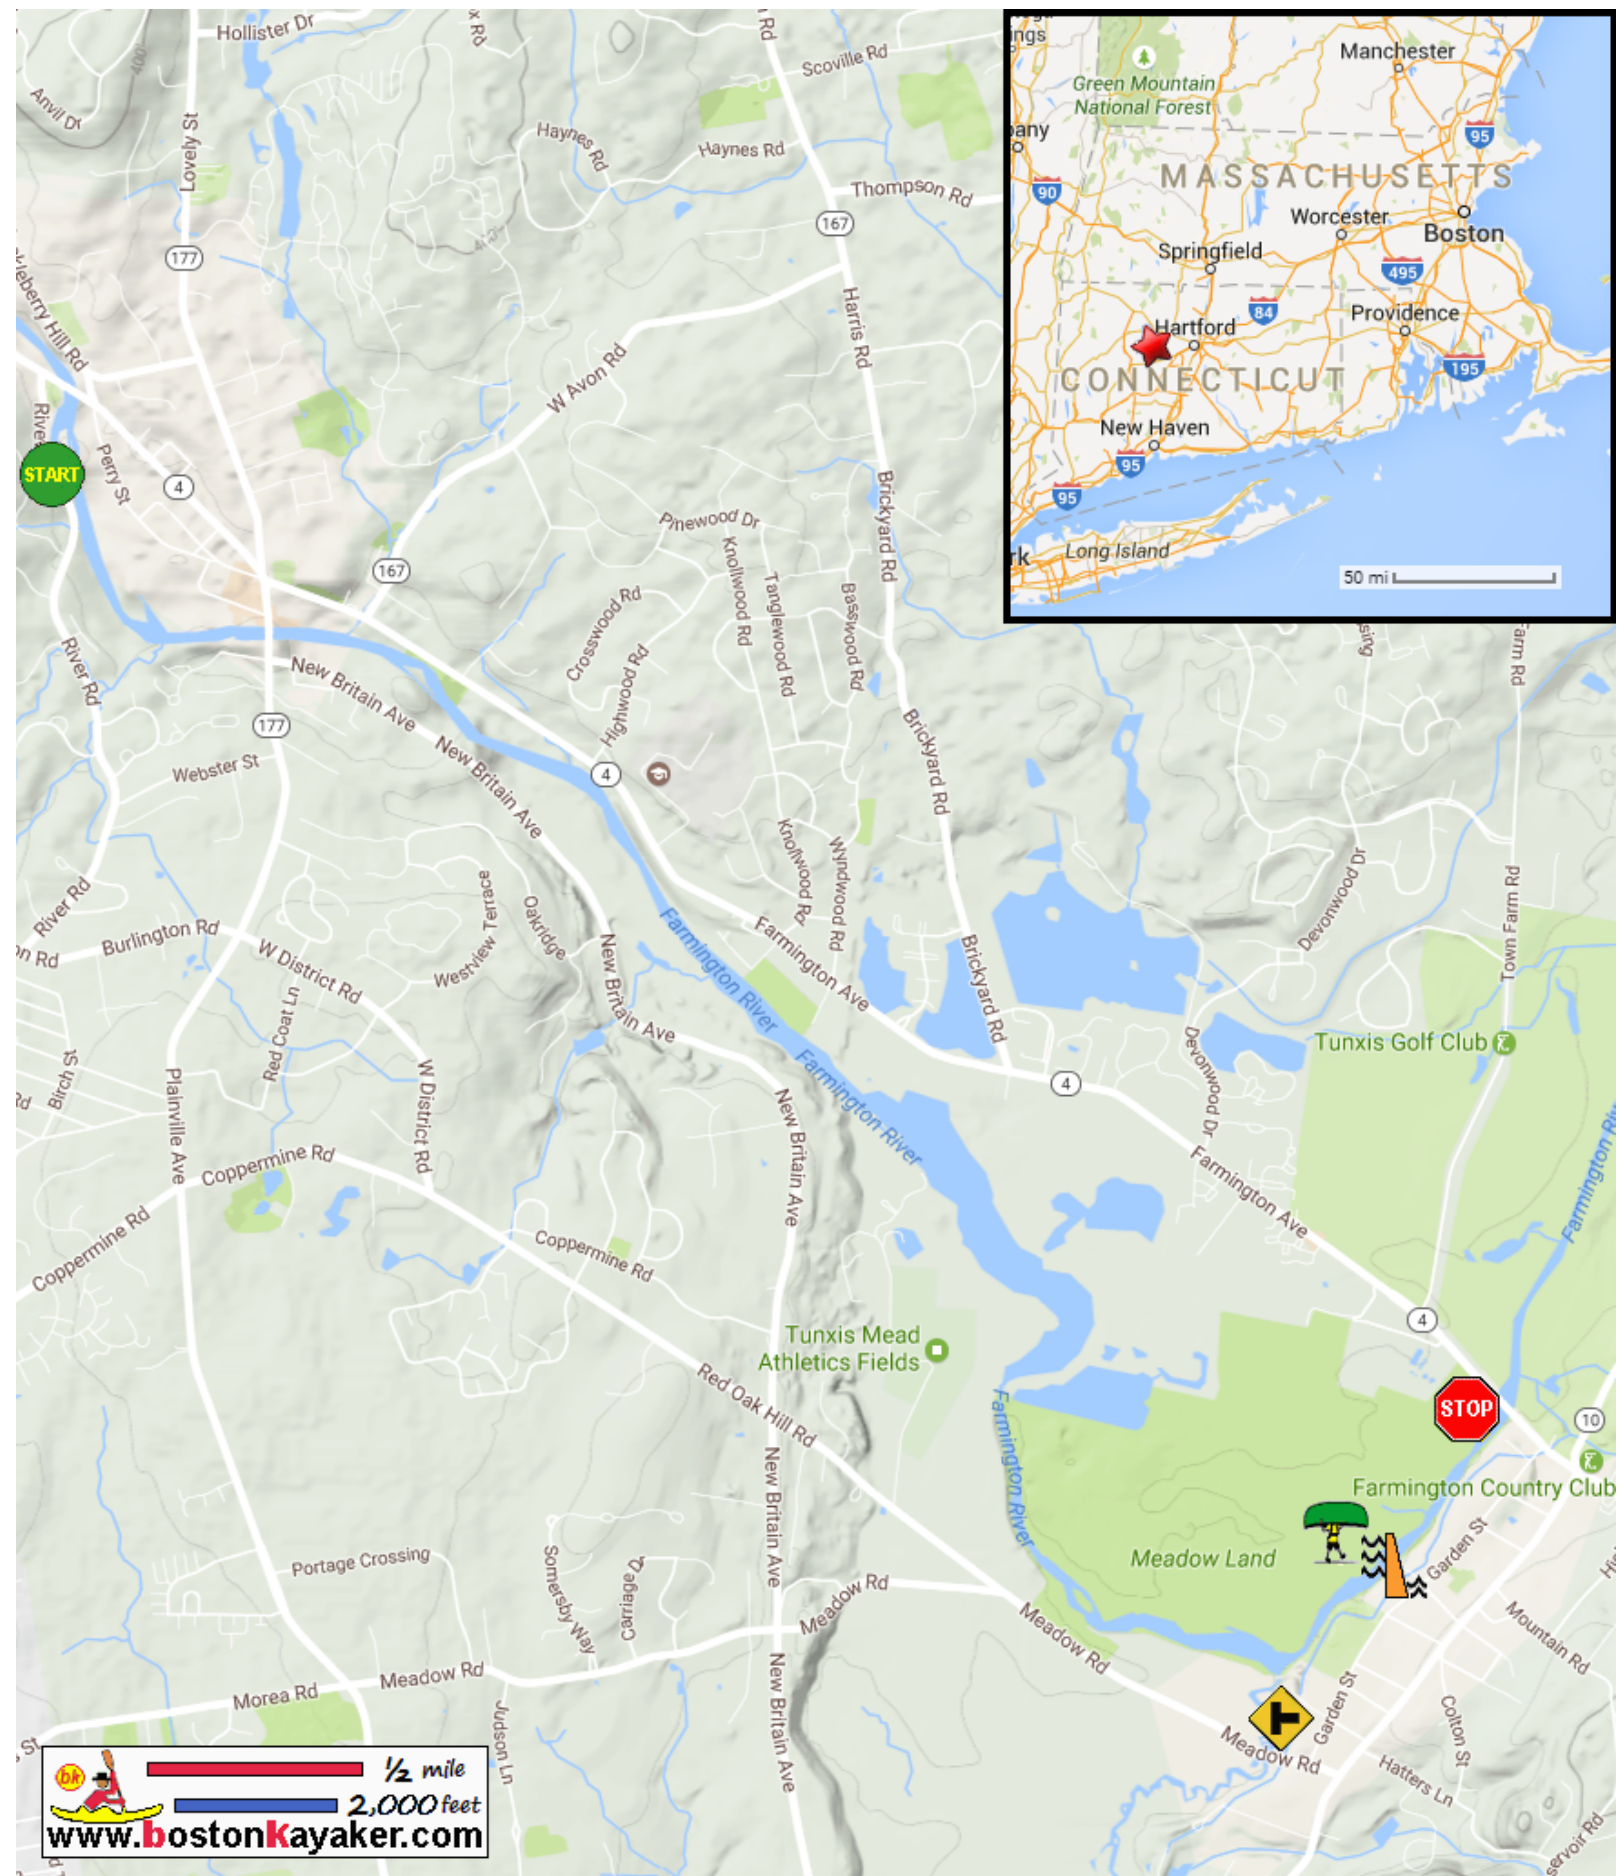 Hollister Dr
Rd
Scoville Rd
Anvil Dr
400'
Lovely St
Haynes Rd
Haynes Rd
Thompson Rd
167
177
Harris Rd
W Avon Rd
Perry St
4
START
167
Brickyard Rd
Pinewood Dr
Knollwood Rd
Tanglewood Rd
Basswood Rd
Crosswood Rd
Highwood Rd
River Rd
New Britain Ave
177
Webster St
New Britain Ave
4
Brickyard Rd
Knollwood Rd
Wyndwood Rd
Westview Terrace
Oakridge
River Rd
Burlington Rd
W District Rd
New Britain Ave
Farmington River
Farmington Ave
Brickyard Rd
Devonwood Dr
Town Farm Rd
Red Coat Ln
Birch St
Plainville Ave
W District Rd
Farmington River
4
Devonwood Dr
Tunxis Golf Club
Farmington Ave
Coppermine Rd
New Britain Ave
Coppermine Rd
Coppermine Rd
Tunxis Mead
Athletics Fields
4
Red Oak Hill Rd
Farmington River
STOP
10
Farmington Country Club
New Britain Ave
Portage Crossing
Somersby Way
Carriage Dr
Meadow Rd
Meadow Land
Garden St
Meadow Rd
Mountain Rd
Morea Rd
Meadow Rd
Judson Ln
New Britain Ave
Garden St
Colton St
Meadow Rd
Hatters Ln
bk
½ mile
2,000 feet
www.bostonKayaker.com
Manchester
Green Mountain
National Forest
95
90
MASSACHUSETTS
Worcester
Boston
Springfield
495
84
Hartford
Providence
CONNECTICUT
195
New Haven
95
95
Long Island
50 mi